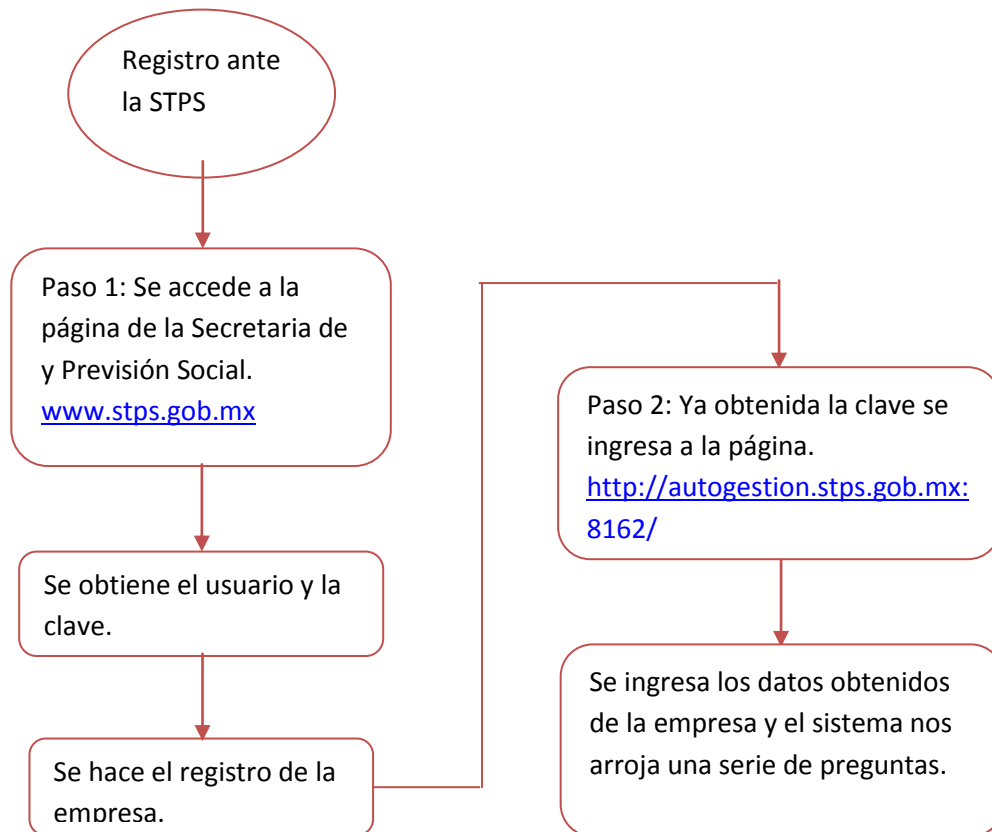 Registro ante
la STPS
Paso 1: Se accede a la
página de la Secretaria de
y Previsión Social.
www.stps.gob.mx
Se obtiene el usuario y la
clave.
Se hace el registro de la
empresa.
Paso 2: Ya obtenida la clave se
ingresa a la página.
http://autogestion.stps.gob.mx:
8162/
Se ingresa los datos obtenidos
de la empresa y el sistema nos
arroja una serie de preguntas.